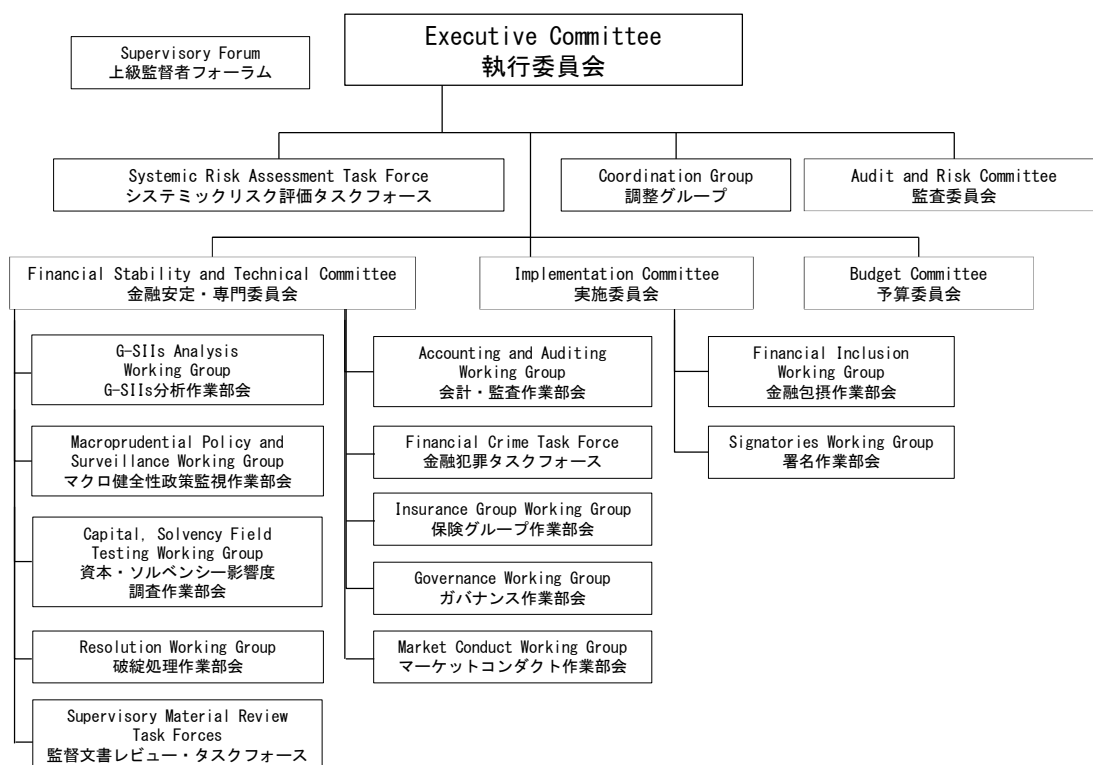 Executive Committee
執行委員会
Supervisory Forum
上級監督者フォーラム
Systemic Risk Assessment Task Force
システミックリスク評価タスクフォース
Coordination Group
調整グループ
Audit and Risk Committee
監査委員会
Financial Stability and Technical Committee
金融安定・専門委員会
Implementation Committee
実施委員会
Budget Committee
予算委員会
G-SIIs Analysis
Working Group
G-SIIs分析作業部会
Macroprudential Policy and
Surveillance Working Group
マクロ健全性政策監視作業部会
Capital, Solvency Field
Testing Working Group
資本・ソルベンシー影響度
調査作業部会
Resolution Working Group
破綻処理作業部会
Supervisory Material Review
Task Forces
監督文書レビュー・タスクフォース
Accounting and Auditing
Working Group
会計・監査作業部会
Financial Crime Task Force
金融犯罪タスクフォース
Insurance Group Working Group
保険グループ作業部会
Governance Working Group
ガバナンス作業部会
Market Conduct Working Group
マーケットコンダクト作業部会
Financial Inclusion
Working Group
金融包摂作業部会
Signatories Working Group
署名作業部会